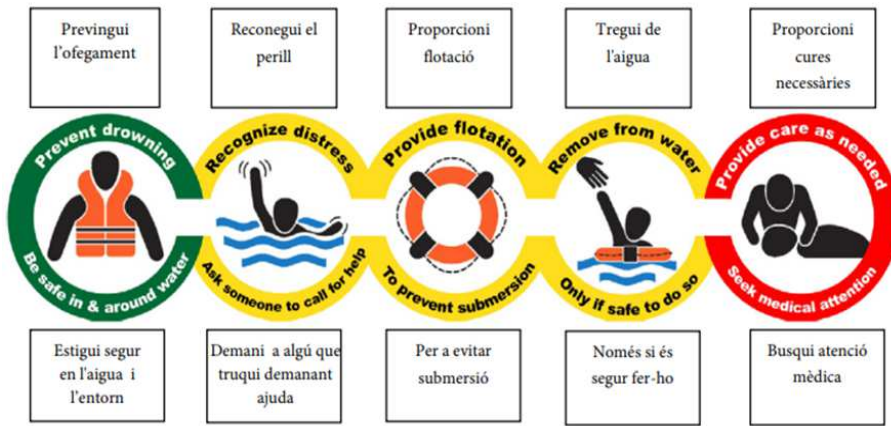 Previngui
l'ofegament
Reconegui el
perill
Proporcioni
flotació
Tregui de
l'aigua
Proporcioni
cures
necessàries
Prevent drowning
Be safe in & around water
Recognize distress
Ask someone to call for help
Provide flotation
To prevent submersion
Remove from water
Only if safe to do so
Provide care as needed
Seek medical attention
Estigui segur
en l'aigua i
l'entorn
Demani a algú que
truqui demanant
ajuda
Per a evitar
submersió
Només si és
segur fer-ho
Busqui atenció
mèdica